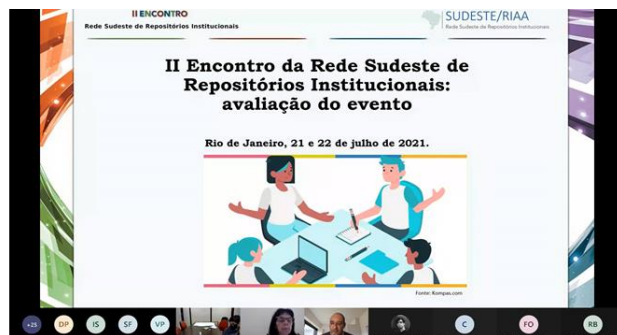 II ENCONTRO
Rede Sudeste de Repositórios Institucionais
SUDESTE/RIAA
Rede Sudeste de Repositórios Institucionais
II Encontro da Rede Sudeste de
Repositórios Institucionais:
avaliação do evento
Rio de Janeiro, 21 e 22 de julho de 2021.
Fonte: Kompas.com
+25
DP
IS
SF
VP
C
FO
RB